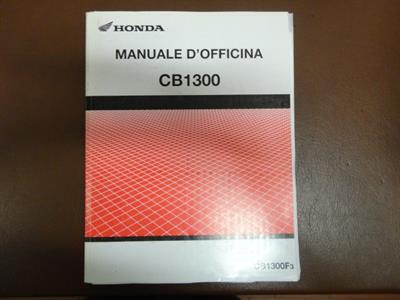 HONDA
MANUALE D'OFFICINA
CB1300
CB1300F3